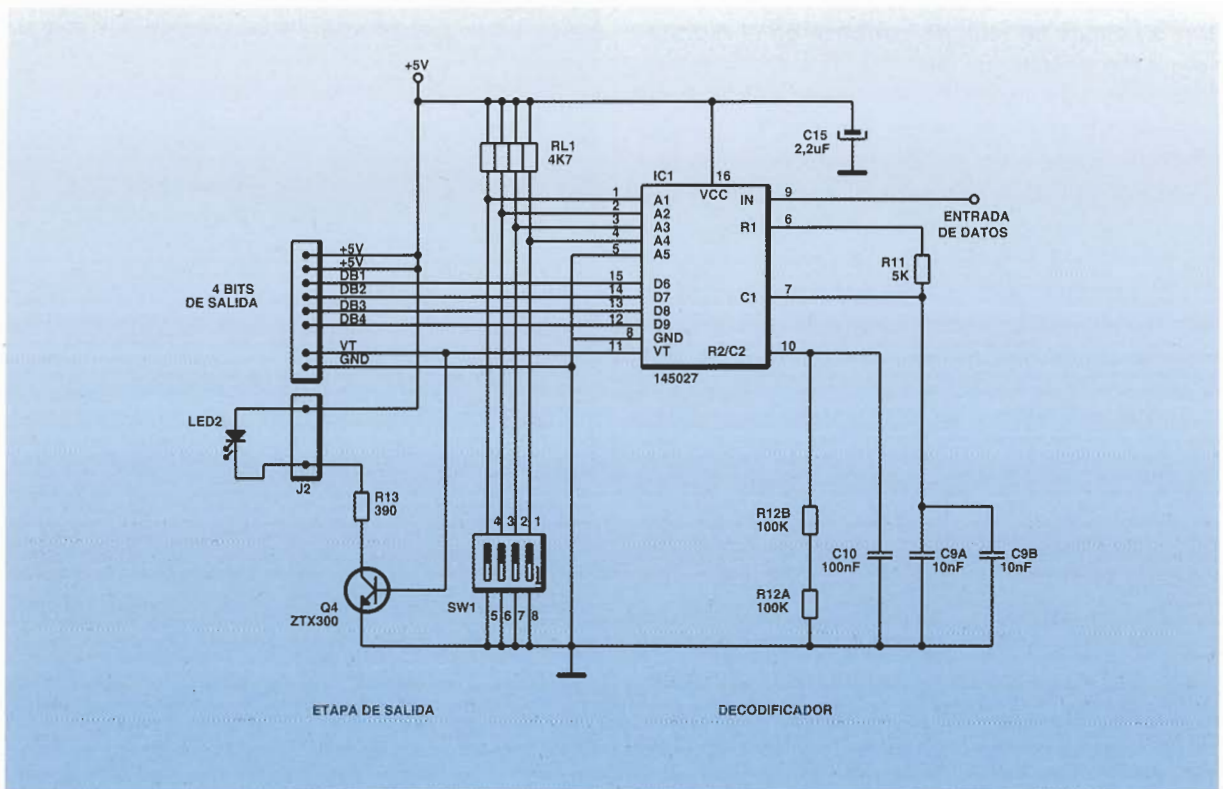 +5V
RL1
4K7
C15
2,2uF
IC1
16
VCC
IN
9
ENTRADA
DE DATOS
1
A1
2
A2
3
A3
4
A4
5
A5
R1
6
R11
5K
C1
7
4 BITS
DE SALIDA
+5V
+5V
DB1
DB2
DB3
DB4
VT
GND
15
D6
14
D7
13
D8
12
D9
8
GND
11
VT
R2/C2
10
145027
LED2
J2
R13
390
Q4
ZTX300
4 3 2 1
SW1
5 6 7 8
R12B
100K
R12A
100K
C10
100nF
C9A
10nF
C9B
10nF
ETAPA DE SALIDA
DECODIFICADOR